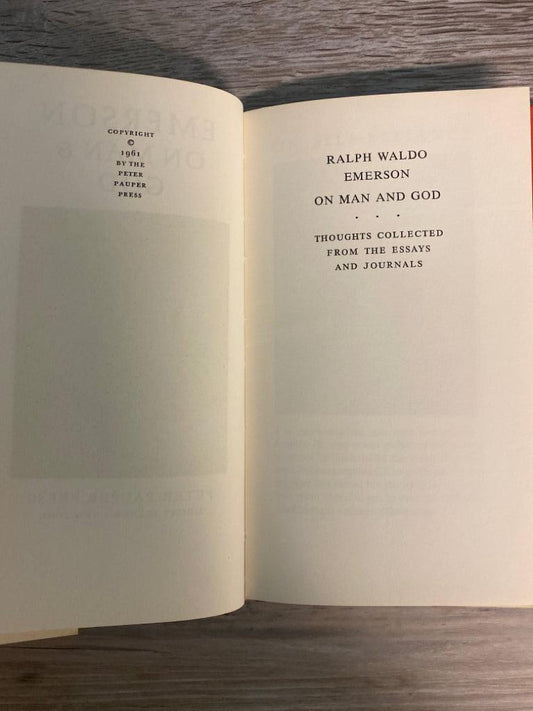 COPYRIGHT
©
1961
BY THE
PETER
PAUPER
PRESS
RALPH WALDO
EMERSON
ON MAN AND GOD
· · ·
THOUGHTS COLLECTED
FROM THE ESSAYS
AND JOURNALS